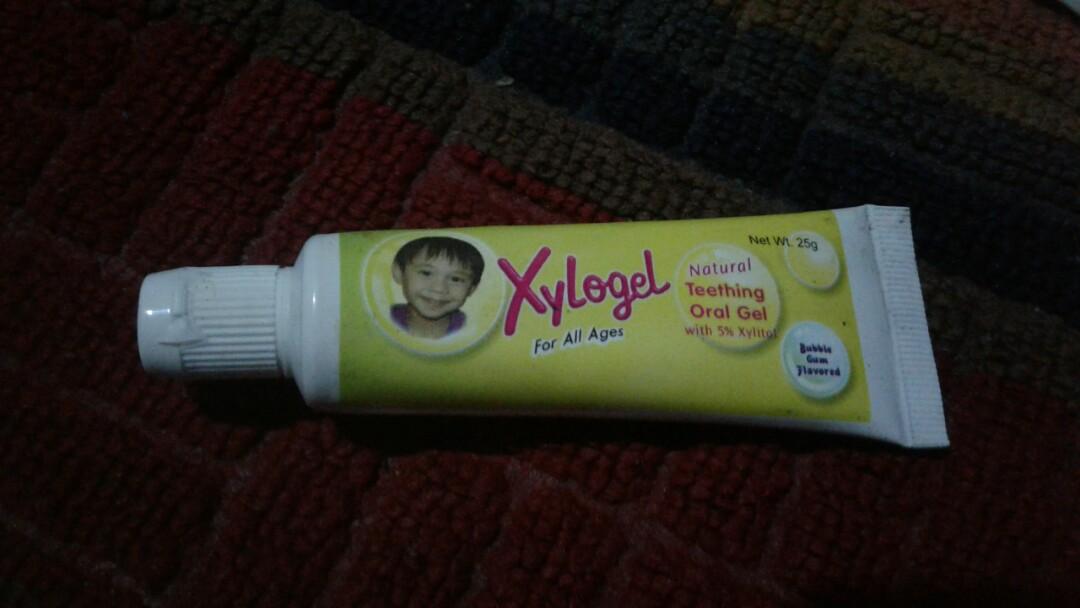 Xylogel
For All Ages
Natural
Teething
Oral Gel
with 5% Xylitol
Net Wt. 25g
Bubble
Gum
Flavored